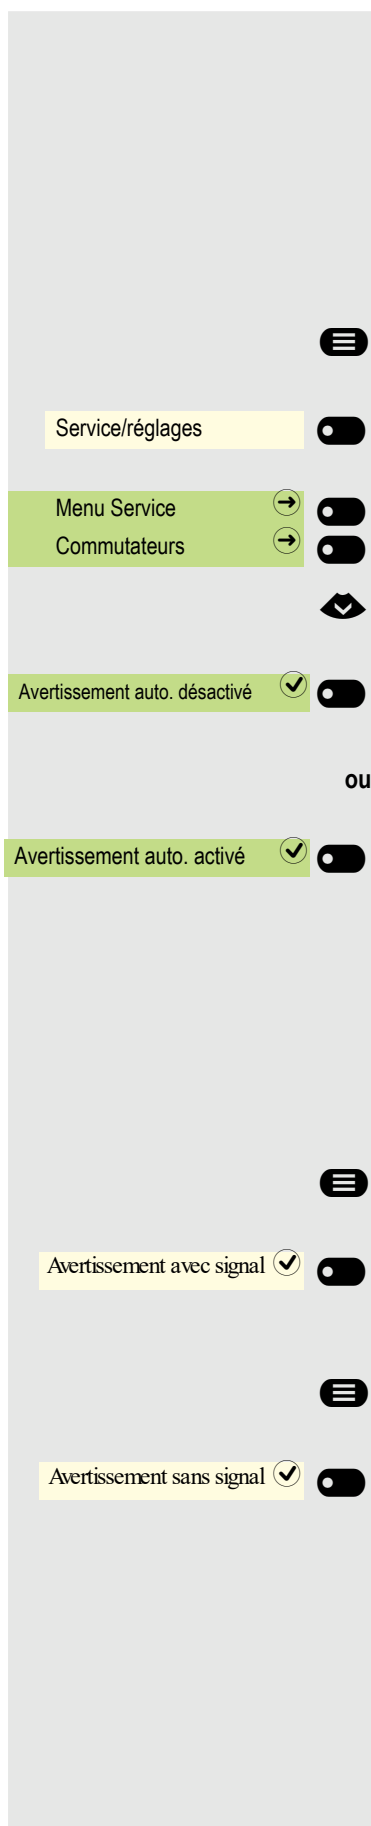 Service/réglages
Menu Service
Commutateurs
Avertissement auto. désactivé
ou
Avertissement auto. activé
Avertissement avec signal
Avertissement sans signal